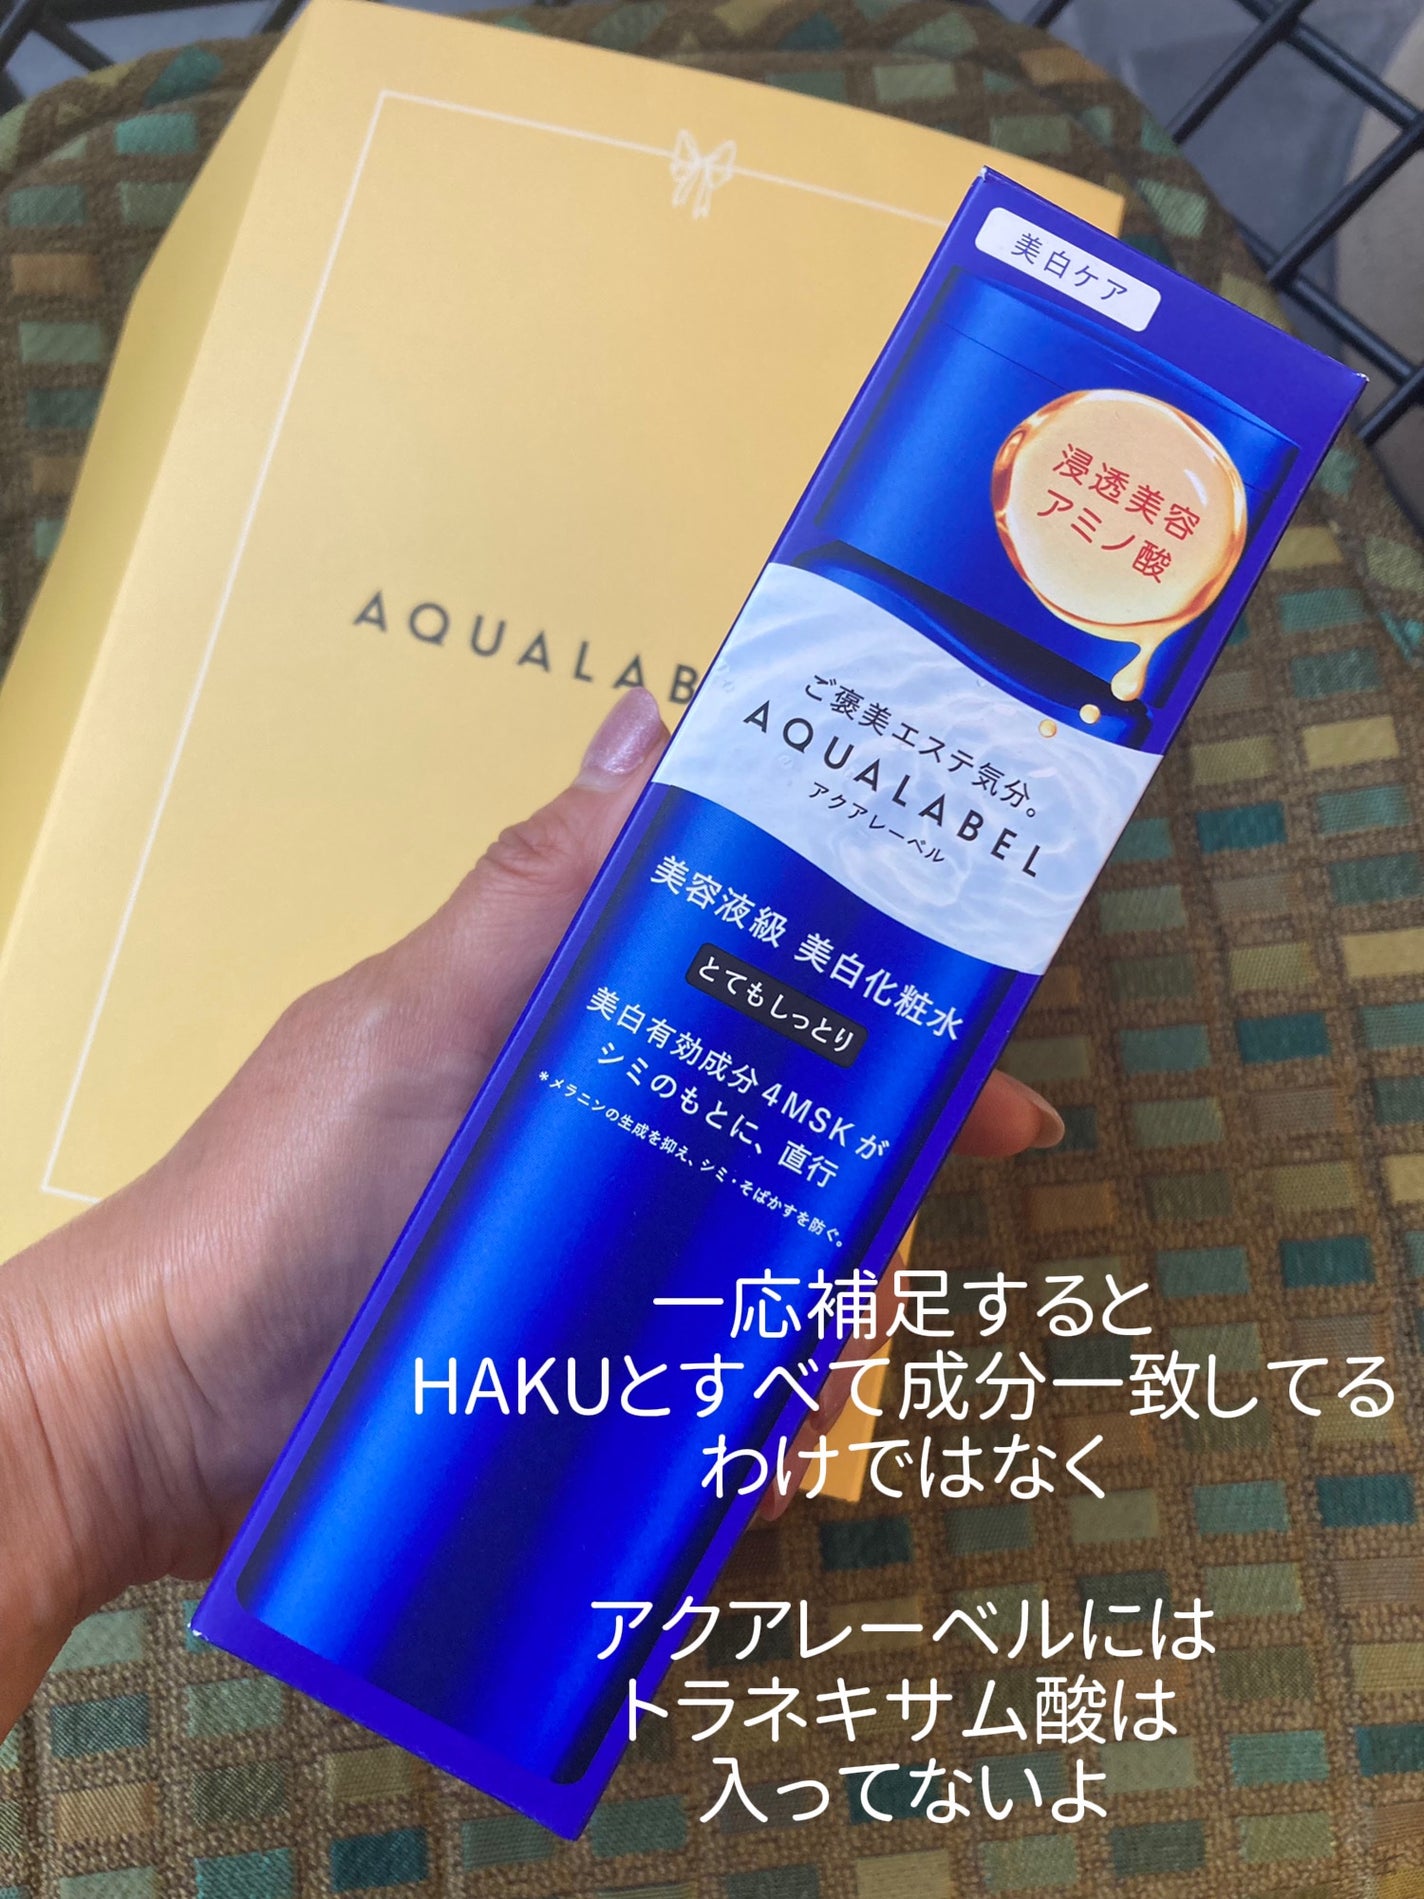 美白ケア
浸透美容
アミノ酸
AQUALAB
ご褒美エステ気分。
AQUALABEL
アクアレーベル
美容液級 美白化粧水
とてもしっとり
美白有効成分4MSKが
シミのもとに、直行
*メラニンの生成を抑え、シミ・そばかすを防ぐ。
一応補足すると
HAKUとすべて成分一致してる
わけではなく
アクアレーベルには
トラネキサム酸は
入ってないよ